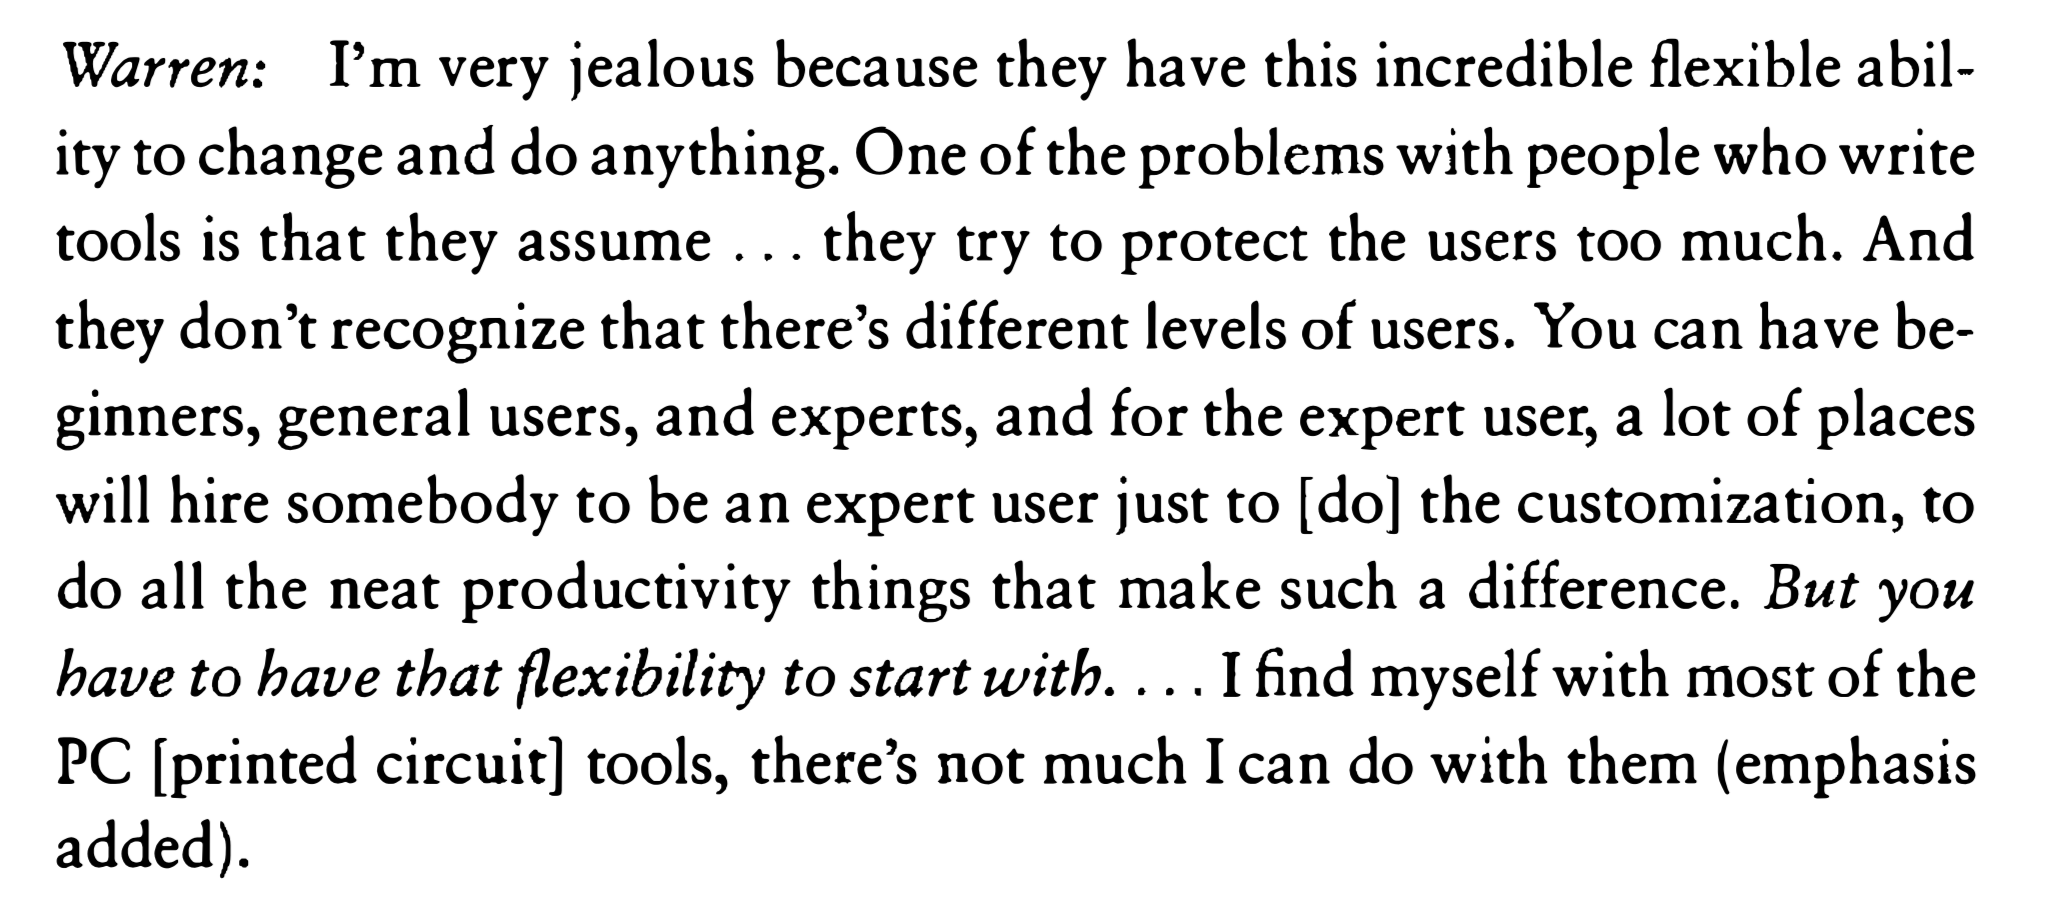 Warren: I'm very jealous because they have this incredible flexible abil-
ity to change and do anything. One of the problems with people who write
tools is that they assume . . . they try to protect the users too much. And
they don't recognize that there's different levels of users. You can have be-
ginners, general users, and experts, and for the expert user, a lot of places
will hire somebody to be an expert user just to [do] the customization, to
do all the neat productivity things that make such a difference. But you
have to have that flexibility to start with. . . . I find myself with most of the
PC [printed circuit] tools, there's not much I can do with them (emphasis
added).